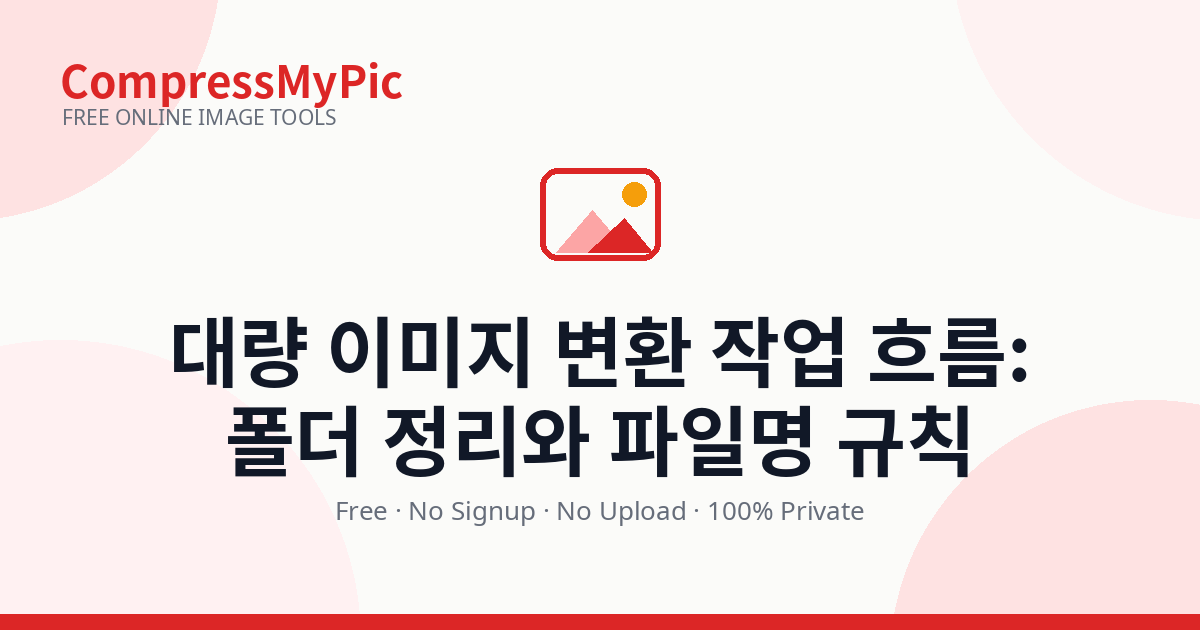 CompressMyPic
FREE ONLINE IMAGE TOOLS
대량 이미지 변환 작업 흐름:
폴더 정리와 파일명 규칙
Free · No Signup · No Upload · 100% Private